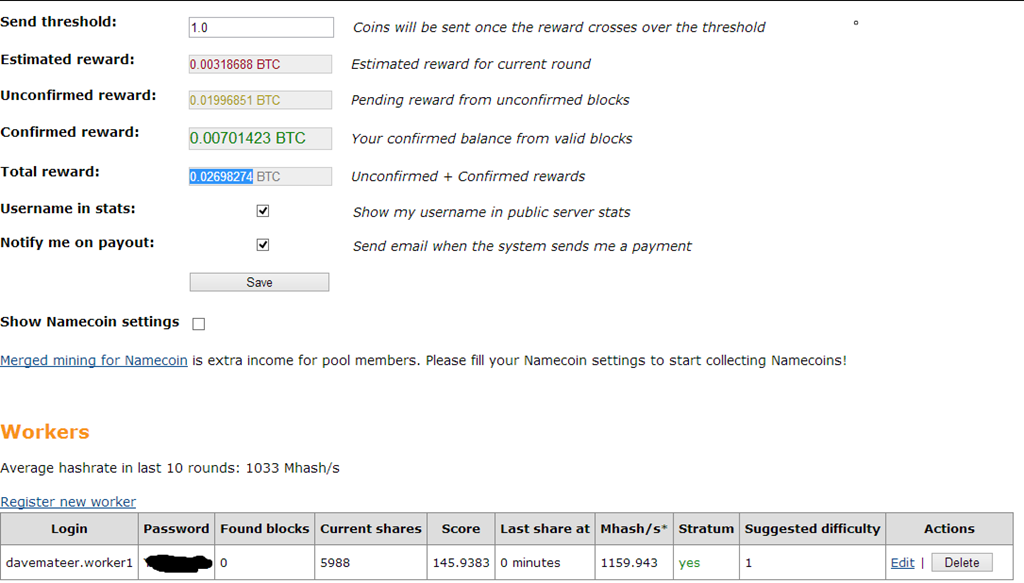 Send threshold: 1.0 Coins will be sent once the reward crosses over the threshold
Estimated reward: 0.00318688 BTC Estimated reward for current round
Unconfirmed reward: 0.01996851 BTC Pending reward from unconfirmed blocks
Confirmed reward: 0.00701423 BTC Your confirmed balance from valid blocks
Total reward: 0.02698274 BTC Unconfirmed + Confirmed rewards
Username in stats: Show my username in public server stats
Notify me on payout: Send email when the system sends me a payment
Save
Show Namecoin settings
Merged mining for Namecoin is extra income for pool members. Please fill your Namecoin settings to start collecting Namecoins!
Workers
Average hashrate in last 10 rounds: 1033 Mhash/s
Register new worker
Login Password Found blocks Current shares Score Last share at Mhash/s* Stratum Suggested difficulty Actions
davemateer.worker1 0 5988 145.9383 0 minutes 1159.943 yes 1 Edit | Delete